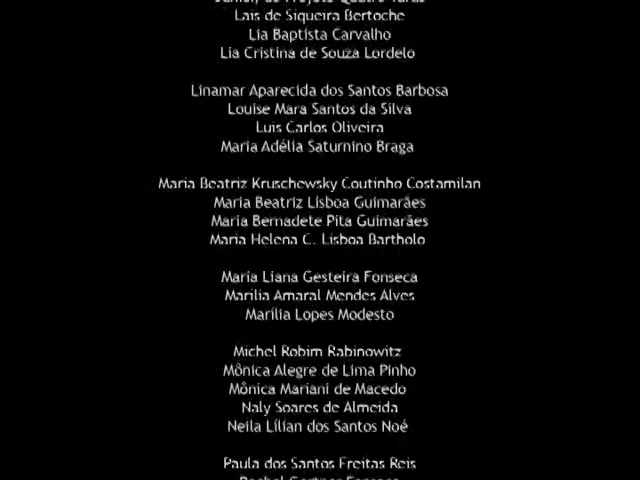 Lais de Siqueira Bertoche
Lia Baptista Carvalho
Lia Cristina de Souza Lordelo
Linamar Aparecida dos Santos Barbosa
Louise Mara Santos da Silva
Luis Carlos Oliveira
Maria Adélia Saturnino Braga
Maria Beatriz Kruschewsky Coutinho Costamilan
Maria Beatriz Lisboa Guimarães
Maria Bernadete Pita Guimarães
Maria Helena C. Lisboa Bartholo
Maria Liana Gesteira Fonseca
Marilia Amaral Mendes Alves
Marília Lopes Modesto
Michel Robim Rabinowitz
Mônica Alegre de Lima Pinho
Mônica Mariani de Macedo
Naly Soares de Almeida
Neila Lílian dos Santos Noé
Paula dos Santos Freitas Reis